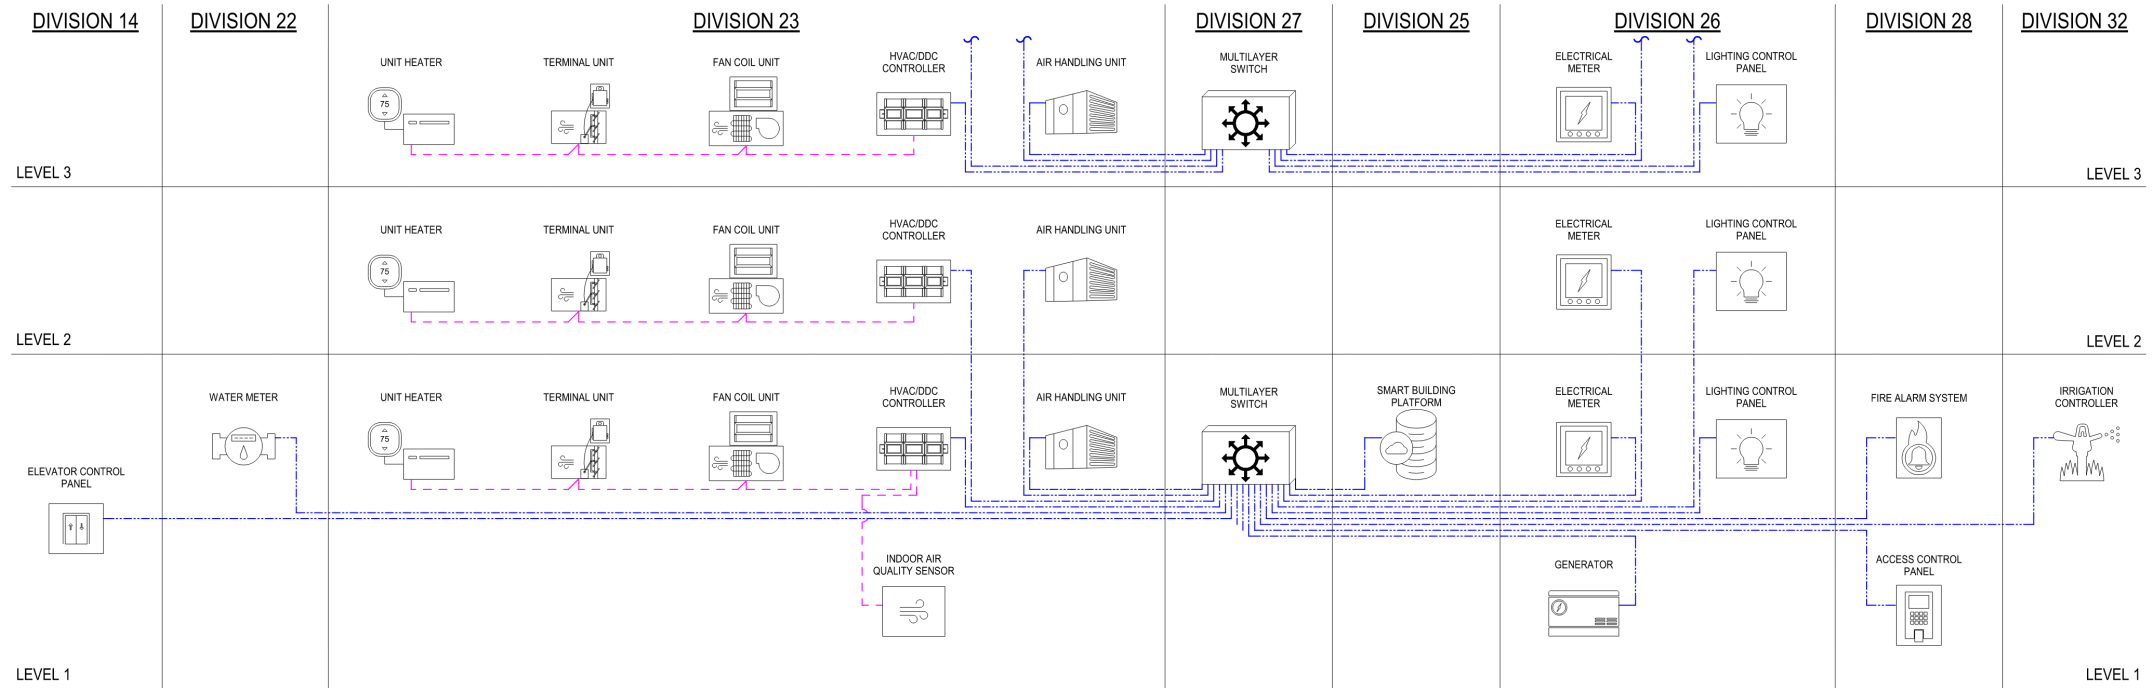 DIVISION 14
DIVISION 22
DIVISION 23
DIVISION 27
DIVISION 25
DIVISION 26
DIVISION 28
DIVISION 32
UNIT HEATER
TERMINAL UNIT
FAN COIL UNIT
HVAC/DDC
CONTROLLER
AIR HANDLING UNIT
MULTILAYER
SWITCH
ELECTRICAL
METER
LIGHTING CONTROL
PANEL
75
LEVEL 3
LEVEL 3
UNIT HEATER
TERMINAL UNIT
FAN COIL UNIT
HVAC/DDC
CONTROLLER
AIR HANDLING UNIT
ELECTRICAL
METER
LIGHTING CONTROL
PANEL
75
LEVEL 2
LEVEL 2
WATER METER
UNIT HEATER
TERMINAL UNIT
FAN COIL UNIT
HVAC/DDC
CONTROLLER
AIR HANDLING UNIT
MULTILAYER
SWITCH
SMART BUILDING
PLATFORM
ELECTRICAL
METER
LIGHTING CONTROL
PANEL
FIRE ALARM SYSTEM
IRRIGATION
CONTROLLER
75
ELEVATOR CONTROL
PANEL
INDOOR AIR
QUALITY SENSOR
GENERATOR
ACCESS CONTROL
PANEL
LEVEL 1
LEVEL 1